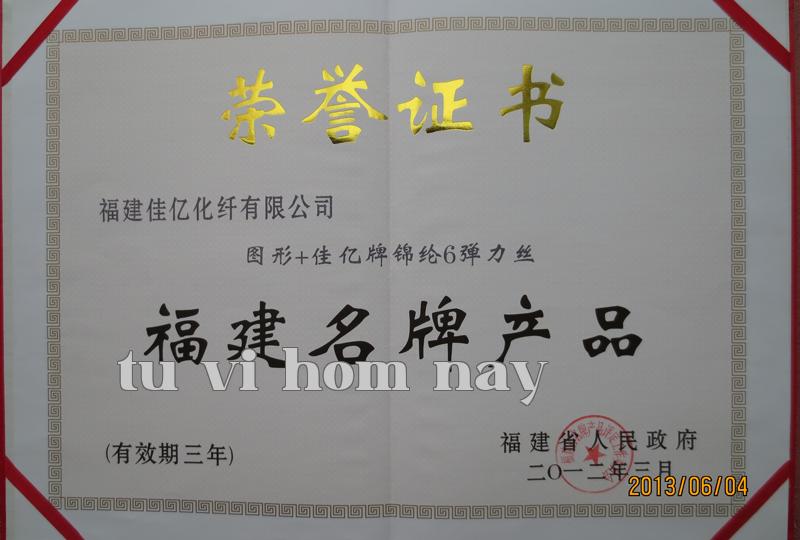 荣誉证书
福建佳亿化纤有限公司
图形+佳亿牌锦纶6弹力丝
福建名牌产品
tu vi hom nay
(有效期三年)
福建省人民政府
二〇一二年三月
2013/06/04